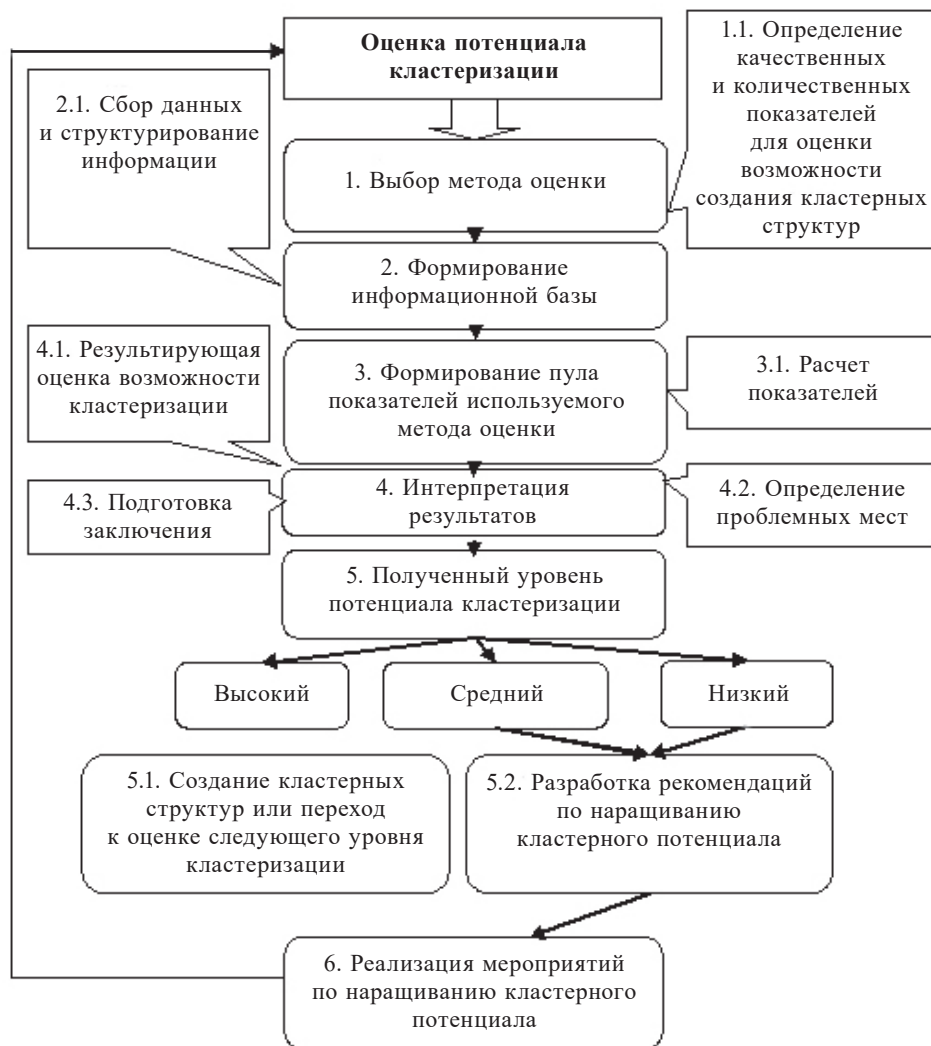 Оценка потенциала
кластеризации
1.1. Определение
качественных
и количественных
показателей
для оценки
возможности
создания кластерных
структур
2.1. Сбор данных
и структурирование
информации
1. Выбор метода оценки
2. Формирование
информационной базы
4.1. Результирующая
оценка возможности
кластеризации
3. Формирование пула
показателей используемого
метода оценки
3.1. Расчет
показателей
4.3. Подготовка
заключения
4. Интерпретация
результатов
4.2. Определение
проблемных мест
5. Полученный уровень
потенциала кластеризации
Высокий
Средний
Низкий
5.1. Создание кластерных
структур или переход
к оценке следующего уровня
кластеризации
5.2. Разработка рекомендаций
по наращиванию
кластерного потенциала
6. Реализация мероприятий
по наращиванию кластерного
потенциала